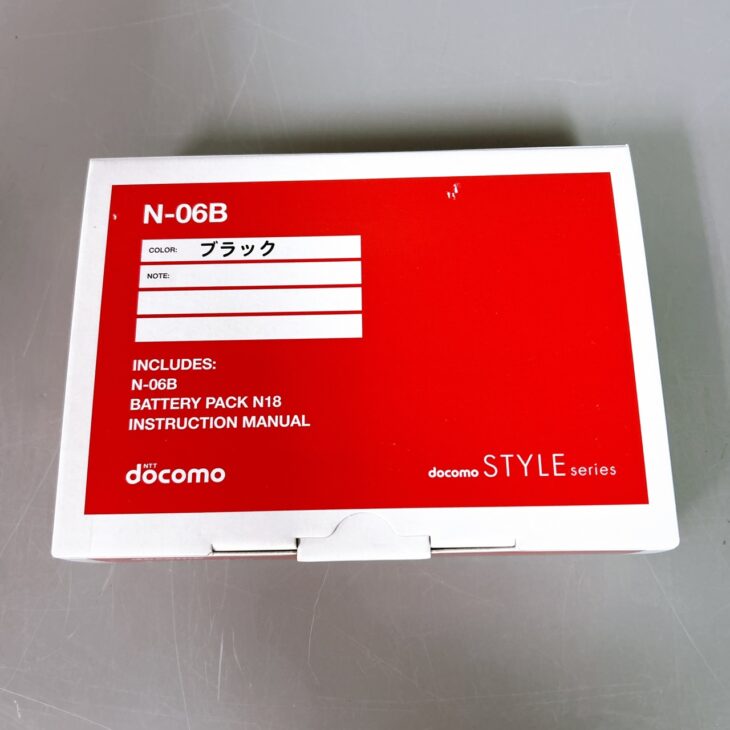 N-06B
COLOR: ブラック
NOTE:
INCLUDES:
N-06B
BATTERY PACK N18
INSTRUCTION MANUAL
NTT
docomo
docomo STYLE series